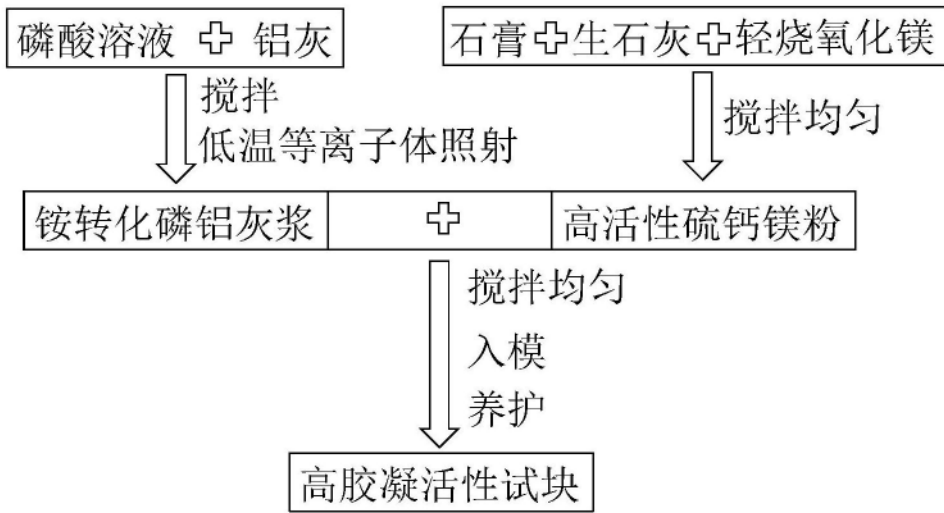 磷酸溶液 + 铝灰
石膏+生石灰+轻烧氧化镁
搅拌
低温等离子体照射
搅拌均匀
铵转化磷铝灰浆 + 高活性硫钙镁粉
搅拌均匀
入模
养护
高胶凝活性试块